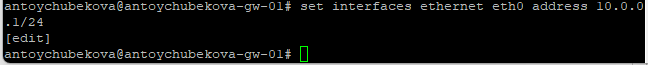 antoychubekova@antoychubekova-gw-01# set interfaces ethernet eth0 address 10.0.0
.1/24
[edit]
antoychubekova@antoychubekova-gw-01#